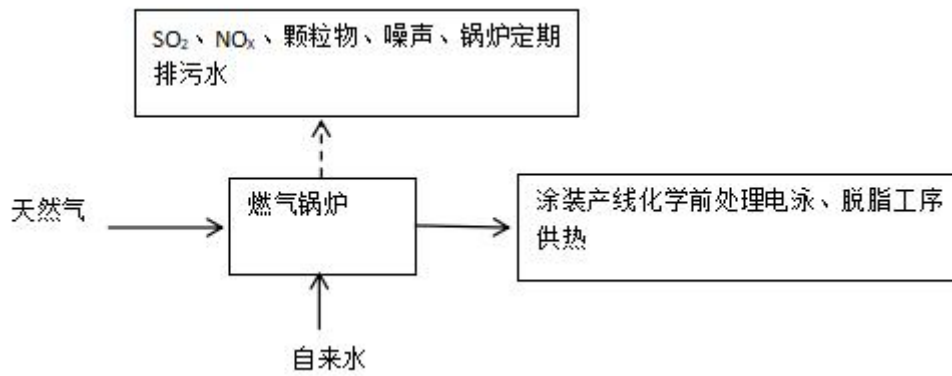 SO₂、NOₓ、颗粒物、噪声、锅炉定期
排污水
天然气
燃气锅炉
涂装产线化学前处理电泳、脱脂工序
供热
自来水